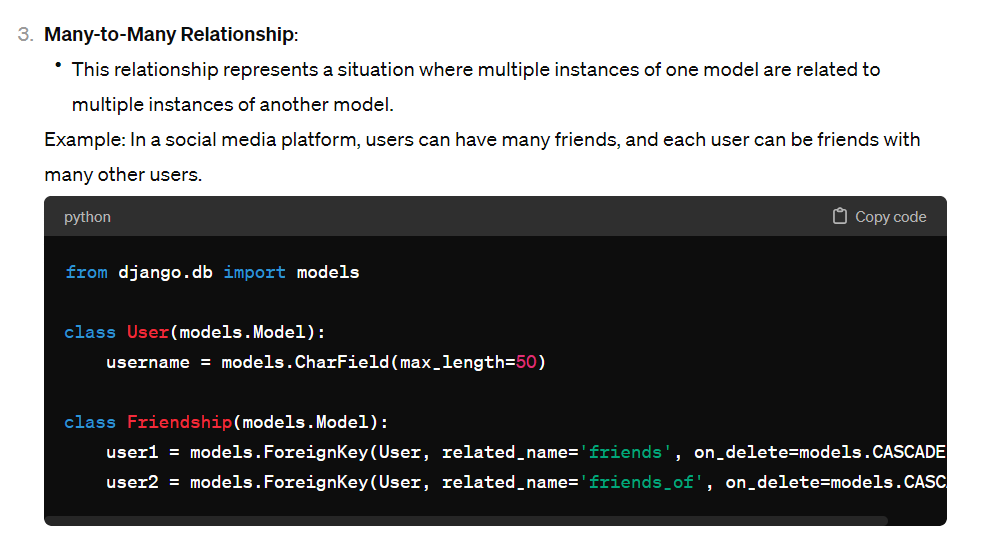 3. Many-to-Many Relationship:
• This relationship represents a situation where multiple instances of one model are related to
multiple instances of another model.
Example: In a social media platform, users can have many friends, and each user can be friends with
many other users.
python
Copy code
from django.db import models
class User(models.Model):
    username = models.CharField(max_length=50)
class Friendship(models.Model):
    user1 = models.ForeignKey(User, related_name='friends', on_delete=models.CASCADE
    user2 = models.ForeignKey(User, related_name='friends_of', on_delete=models.CASC